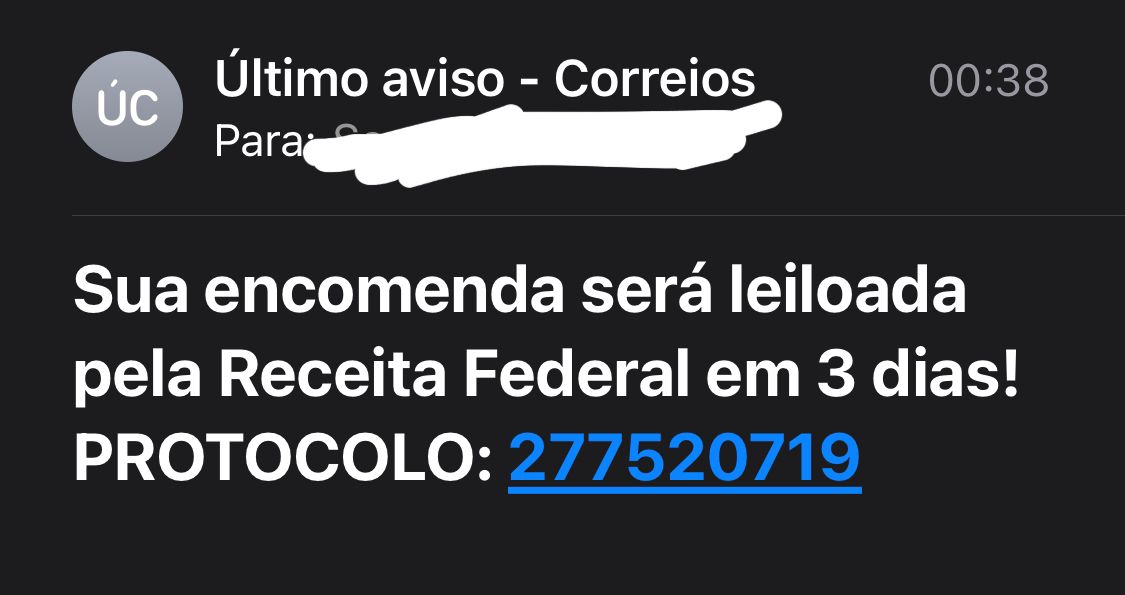 ÚC
Último aviso - Correios
00:38
Para:
Sua encomenda será leiloada
pela Receita Federal em 3 dias!
PROTOCOLO: 277520719